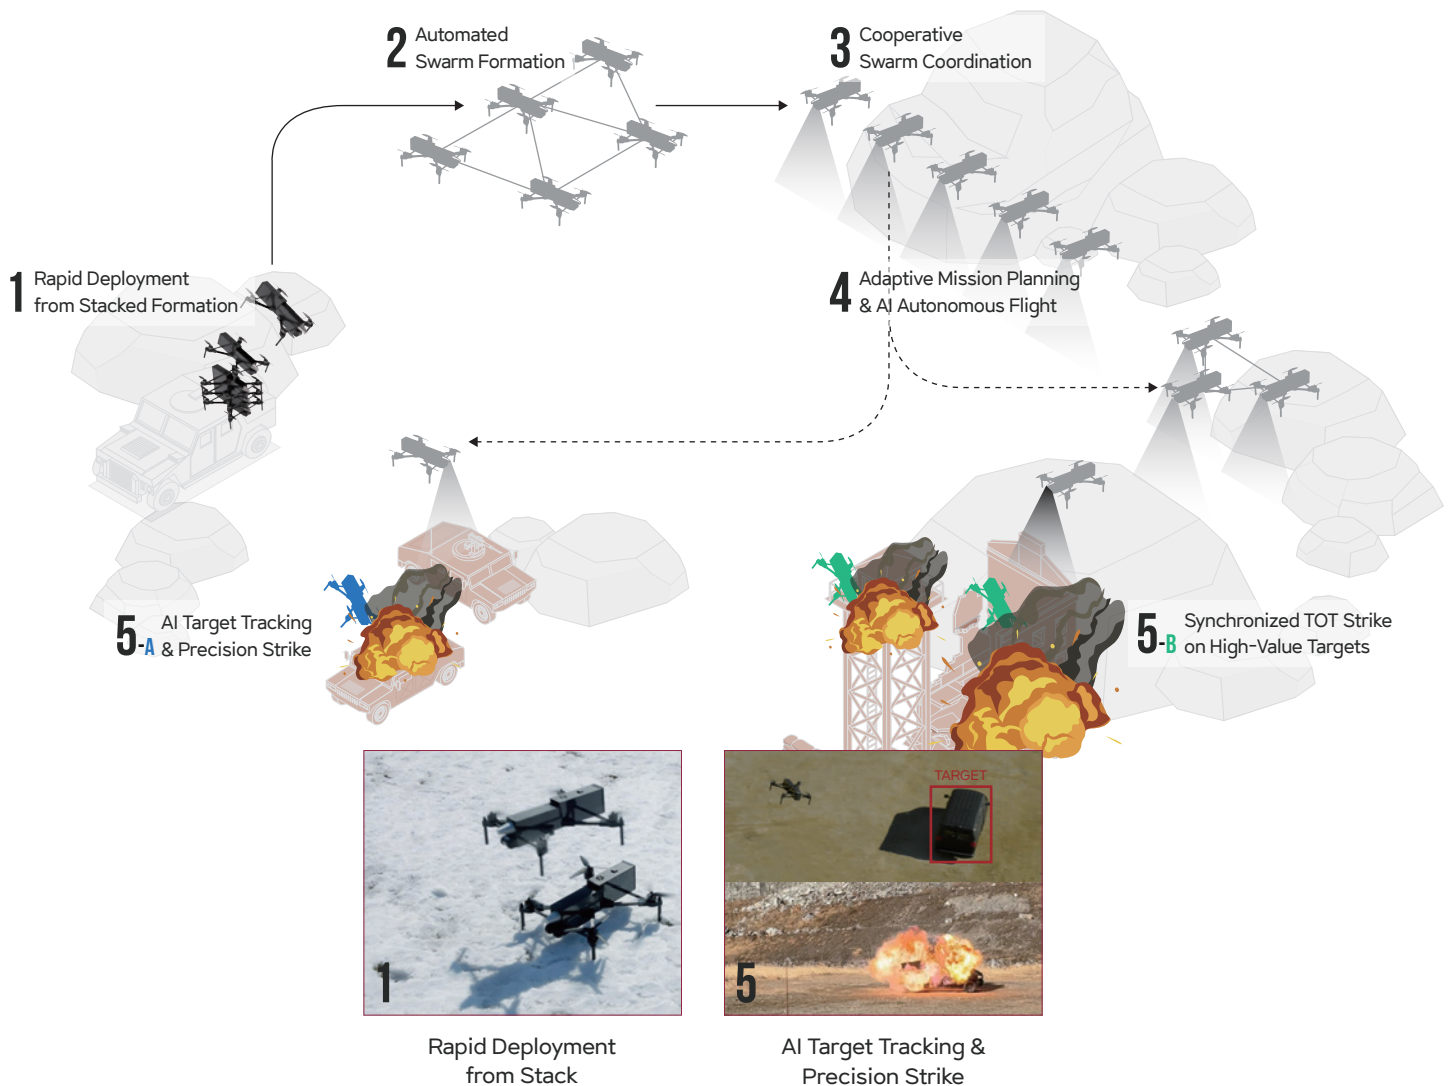 1 Rapid Deployment
from Stacked Formation
2 Automated
Swarm Formation
3 Cooperative
Swarm Coordination
4 Adaptive Mission Planning
& AI Autonomous Flight
5-A AI Target Tracking
& Precision Strike
5-B Synchronized TOT Strike
on High-Value Targets
1
Rapid Deployment
from Stack
TARGET
5
AI Target Tracking &
Precision Strike